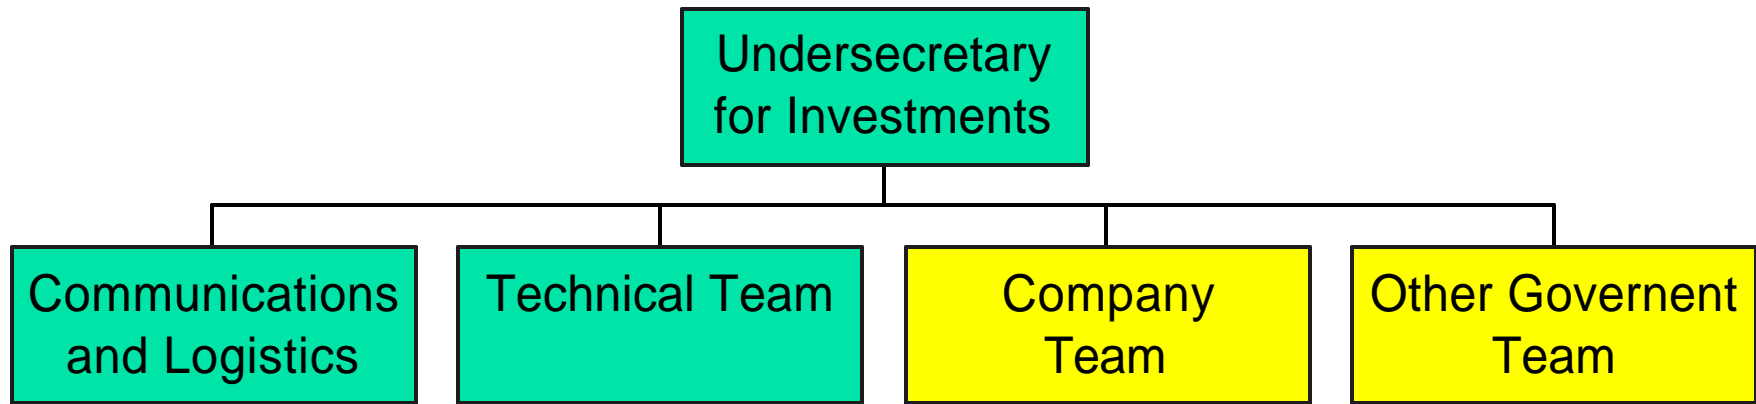 Undersecretary
for Investments
Communications
and Logistics
Technical Team
Company
Team
Other Governent
Team